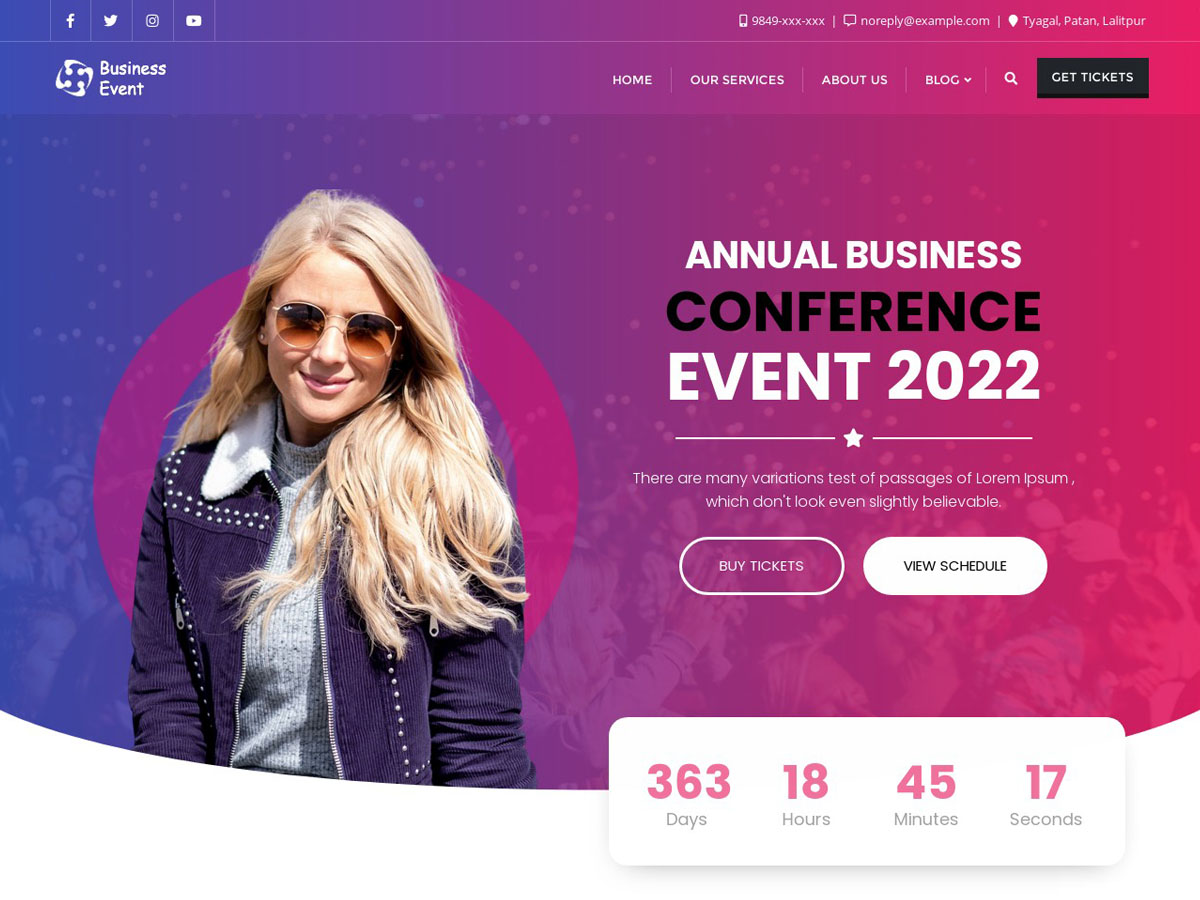 9849-xxx-xxx | noreply@example.com | Tyagal, Patan, Lalitpur
Business
Event
HOME
OUR SERVICES
ABOUT US
BLOG
GET TICKETS
ANNUAL BUSINESS
CONFERENCE
EVENT 2022
There are many variations test of passages of Lorem Ipsum ,
which don't look even slightly believable.
BUY TICKETS
VIEW SCHEDULE
363 18 45 17
Days Hours Minutes Seconds